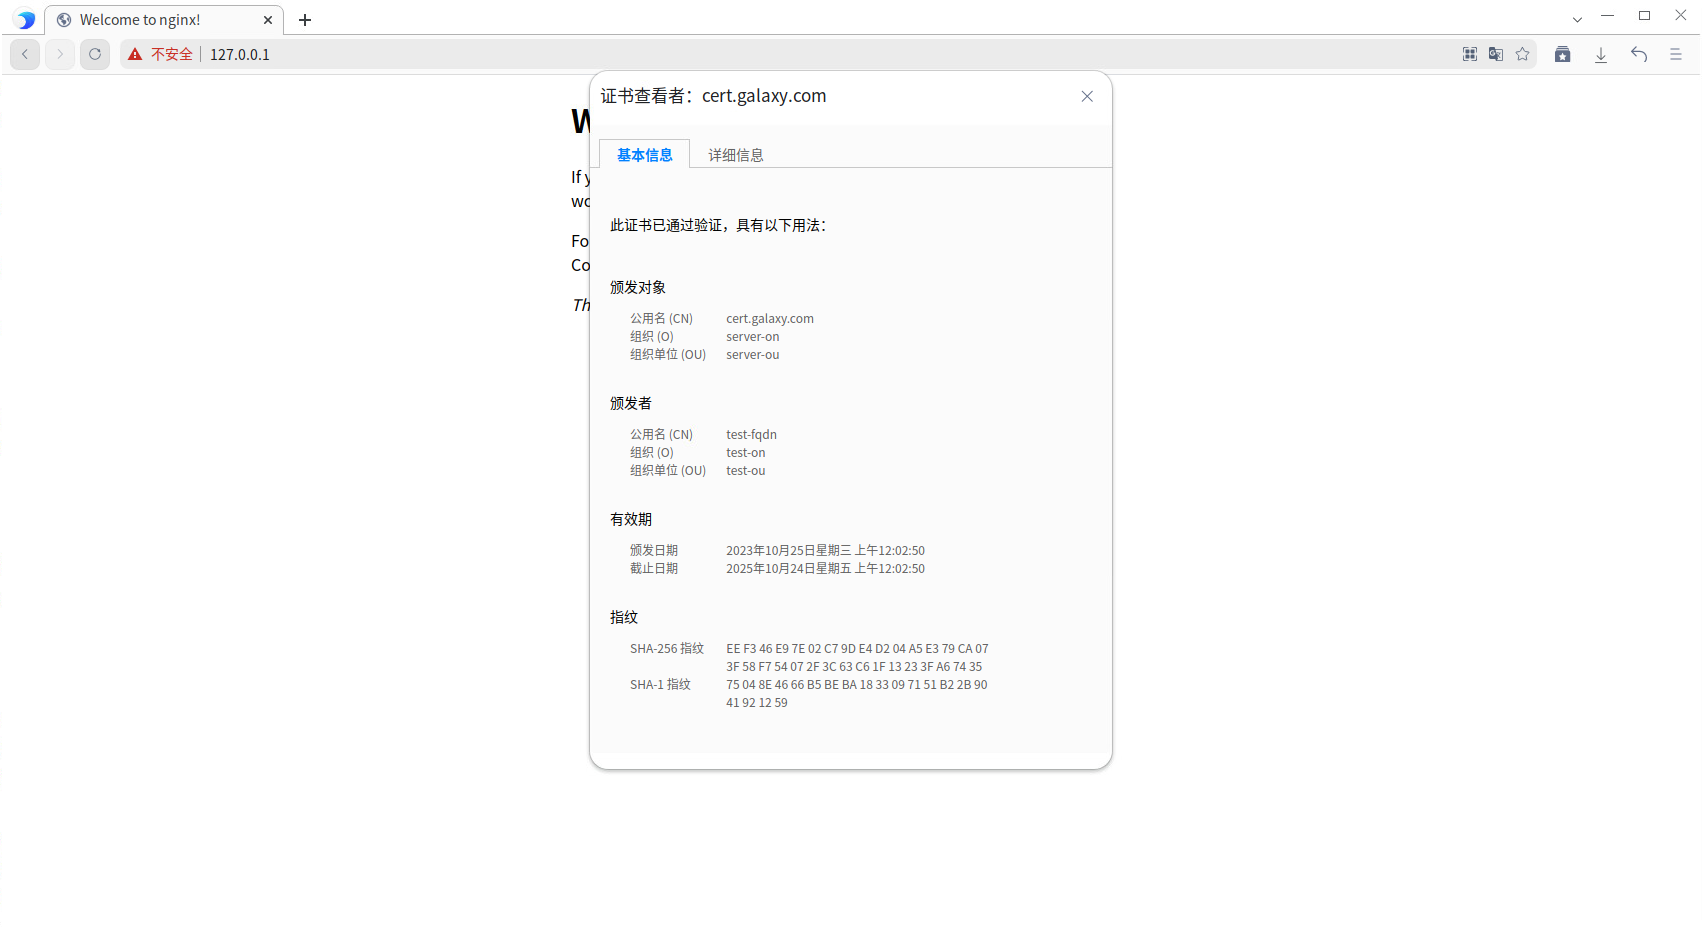 Welcome to nginx!
不安全 127.0.0.1
证书查看者：cert.galaxy.com
基本信息 详细信息
此证书已通过验证，具有以下用法：
颁发对象
公用名 (CN) cert.galaxy.com
组织 (O) server-on
组织单位 (OU) server-ou
颁发者
公用名 (CN) test-fqdn
组织 (O) test-on
组织单位 (OU) test-ou
有效期
颁发日期 2023年10月25日星期三 上午12:02:50
截止日期 2025年10月24日星期五 上午12:02:50
指纹
SHA-256 指纹 EE F3 46 E9 7E 02 C7 9D E4 D2 04 A5 E3 79 CA 07
3F 58 F7 54 07 2F 3C 63 C6 1F 13 23 3F A6 74 35
SHA-1 指纹 75 04 8E 46 66 B5 BE BA 18 33 09 71 51 B2 2B 90
41 92 12 59
W
If y
wo
Fo
Co
Th